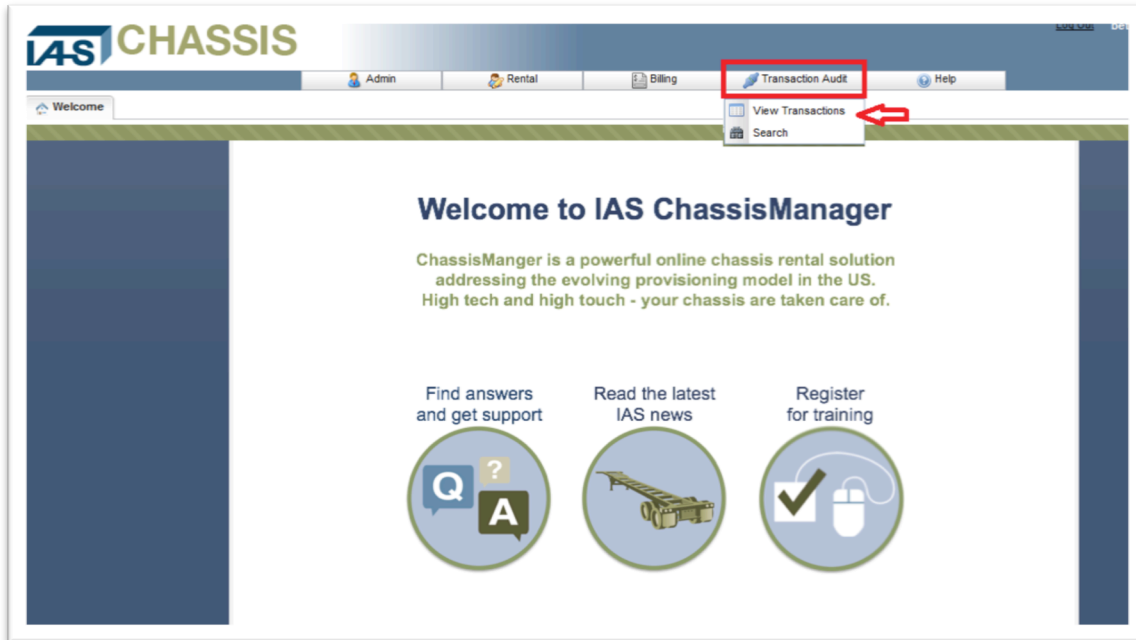 IAS CHASSIS
Log Out
Admin Rental Billing Transaction Audit Help
Welcome
View Transactions
Search
Welcome to IAS ChassisManager
ChassisManger is a powerful online chassis rental solution
addressing the evolving provisioning model in the US.
High tech and high touch - your chassis are taken care of.
Find answers
and get support
Read the latest
IAS news
Register
for training
Q
?
A